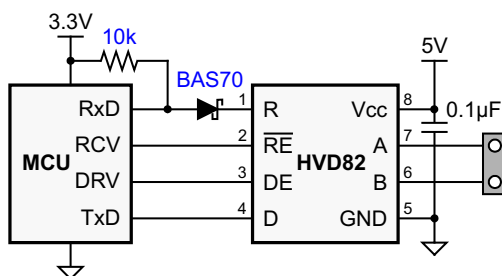 3.3V
10k
BAS70
5V
0.1µF
MCU
RxD
RCV
DRV
TxD
1
2
3
4
HVD82
R
RE
DE
D
Vcc
A
B
GND
8
7
6
5